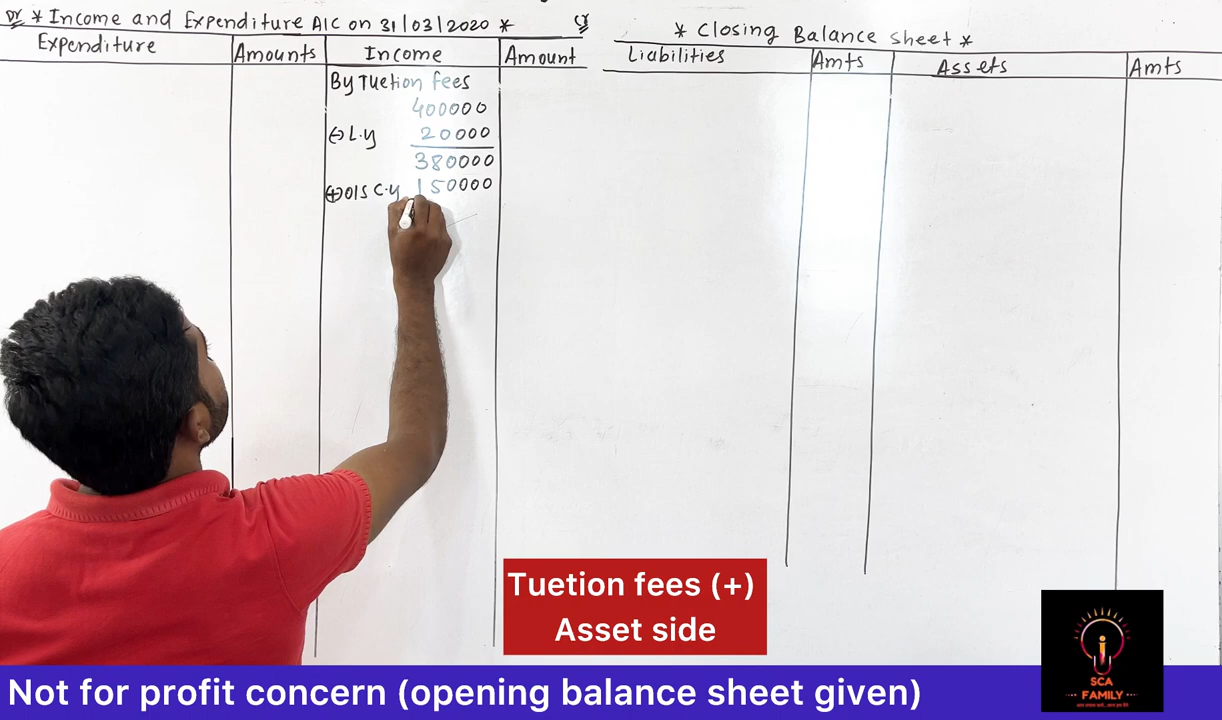 Dr * Income and Expenditure A/C on 31/03/2020 * Cr
Expenditure Amounts Income Amount
By Tuetion fees
400000
(-) L.y 20000
380000
(+) O/S C.y 150000
* Closing Balance Sheet *
Liabilities Amts Assets Amts
Tuetion fees (+)
Asset side
SCA
FAMILY
Not for profit concern (opening balance sheet given)